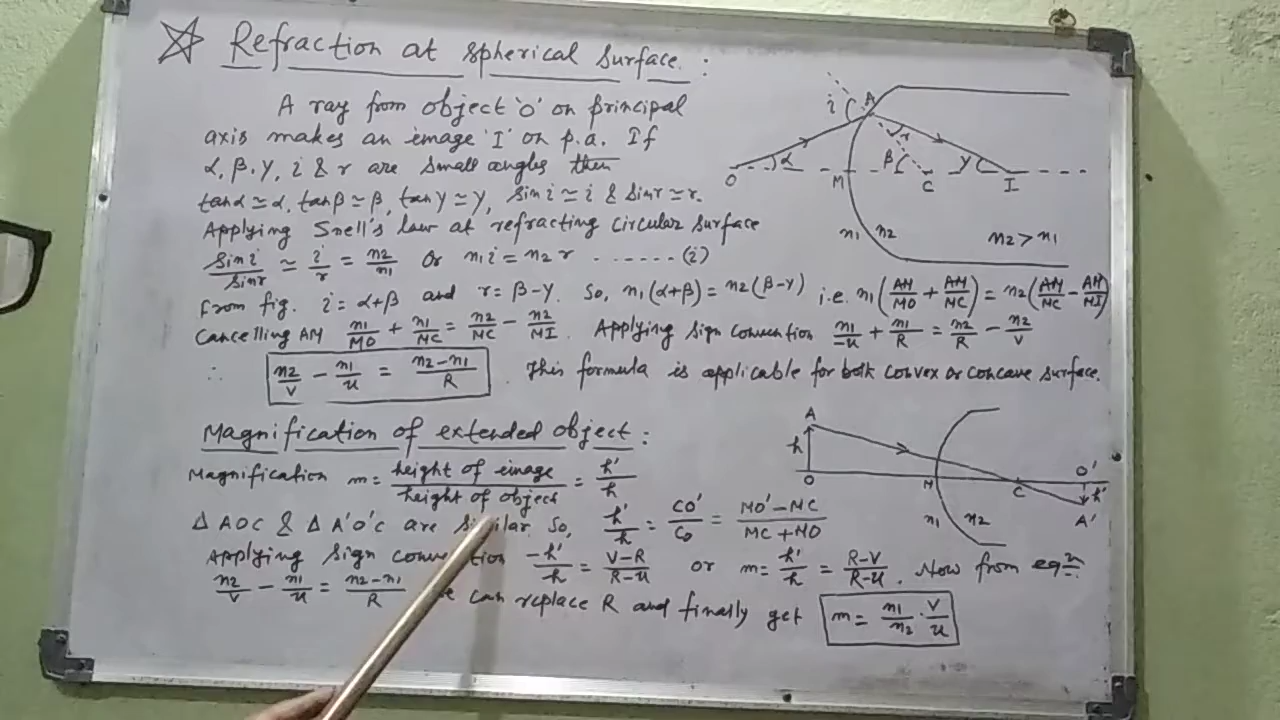 ☆ Refraction at spherical surface :
A ray from object 'O' on principal
axis makes an image 'I' on p.a. If
α, β, γ, i & r are small angles then
tanα ≃ α, tanβ ≃ β, tanγ ≃ γ, sin i ≃ i & sin r ≃ r.
Applying Snell's law at refracting circular surface
sin i / sin r ≃ i/r = n2/n1 or n1 i = n2 r ....... (i)
From fig. i = α+β and r = β-γ. So, n1(α+β) = n2(β-γ) i.e. n1(AM/MO + AM/MC) = n2(AM/MC - AM/MI)
Cancelling AM n1/MO + n1/MC = n2/MC - n2/MI. Applying sign convention n1/-u + n1/R = n2/R - n2/v
∴ n2/v - n1/u = (n2-n1)/R . This formula is applicable for both convex or concave surface.
i A r
α β γ
O M C I
n1 n2 n2 > n1
Magnification of extended object :
Magnification m = height of image / height of object = h'/h
Δ AOC & Δ A'O'C are similar. So, h'/h = CO'/CO = (MO'-MC)/(MC+MO)
Applying sign convention -h'/h = (v-R)/(R-u) or m = h'/h = (R-v)/(R-u). Now from eqn
n2/v - n1/u = (n2-n1)/R can replace R and finally get m = n1/n2 · v/u
A
h O' h'
O M C
n1 n2 A'